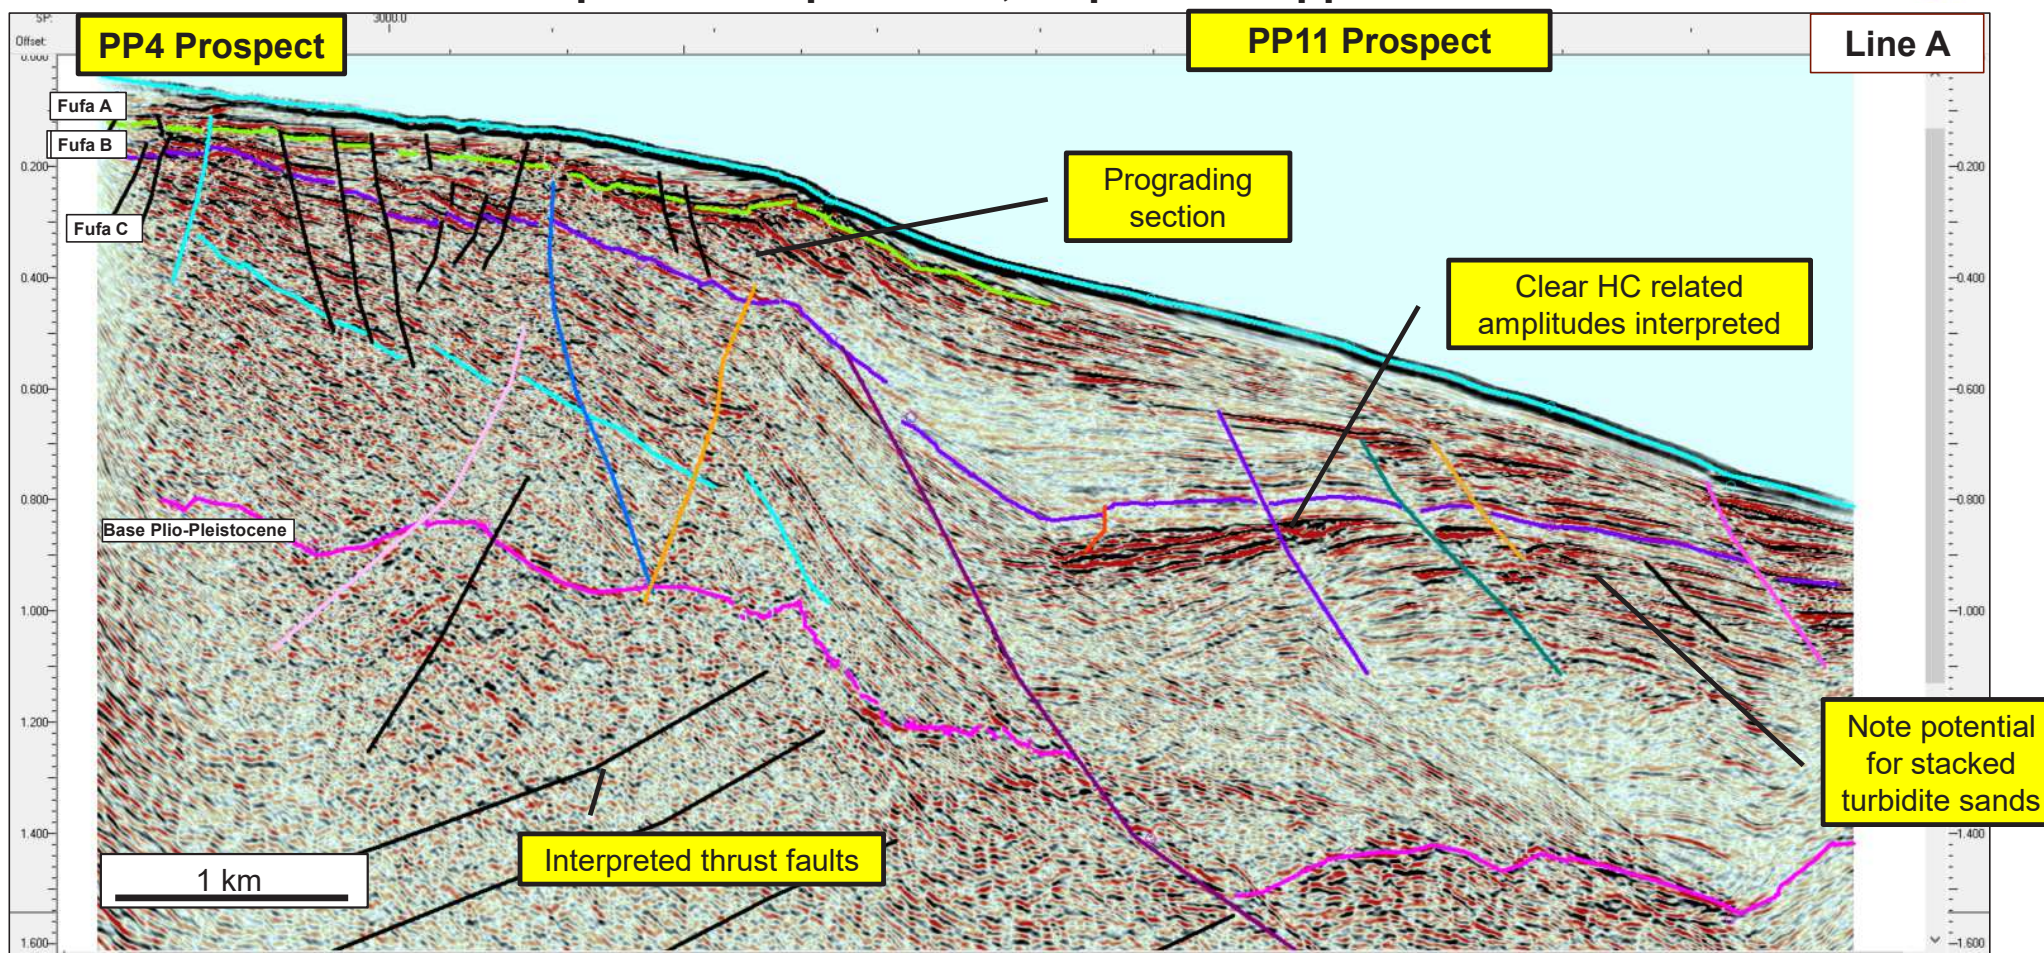 SP:
3000.0
Offset:
PP4 Prospect
PP11 Prospect
Line A
0.000
Fufa A
Fufa B
Fufa C
Base Plio-Pleistocene
0.200
0.400
0.600
0.800
1.000
1.200
1.400
1.600
Prograding
section
Clear HC related
amplitudes interpreted
Note potential
for stacked
turbidite sands
Interpreted thrust faults
1 km
0.200
0.400
0.600
0.800
1.000
1.400
1.600